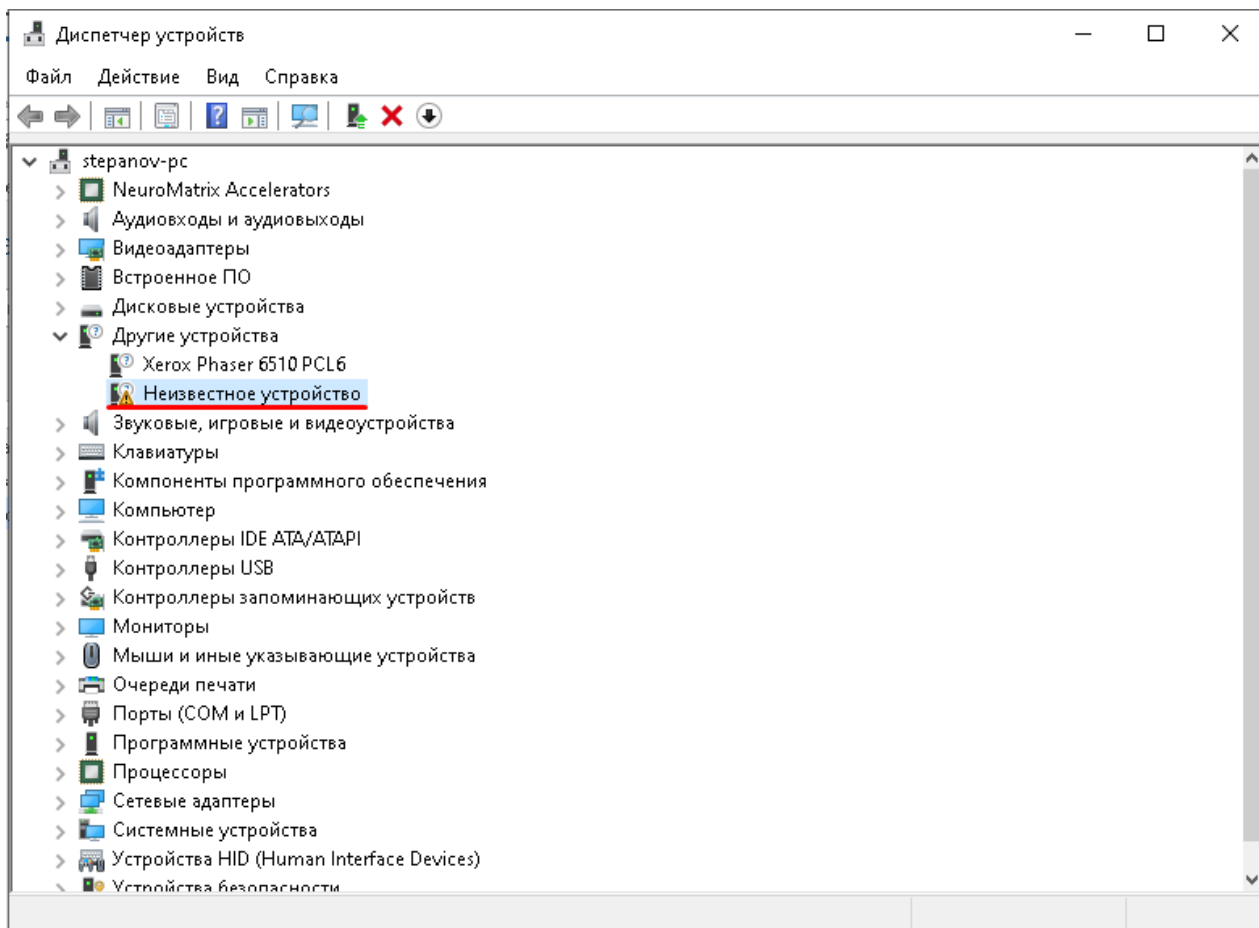 Диспетчер устройств
Файл Действие Вид Справка
stepanov-pc
NeuroMatrix Accelerators
Аудиовходы и аудиовыходы
Видеоадаптеры
Встроенное ПО
Дисковые устройства
Другие устройства
Xerox Phaser 6510 PCL6
Неизвестное устройство
Звуковые, игровые и видеоустройства
Клавиатуры
Компоненты программного обеспечения
Компьютер
Контроллеры IDE ATA/ATAPI
Контроллеры USB
Контроллеры запоминающих устройств
Мониторы
Мыши и иные указывающие устройства
Очереди печати
Порты (COM и LPT)
Программные устройства
Процессоры
Сетевые адаптеры
Системные устройства
Устройства HID (Human Interface Devices)
Устройства безопасности